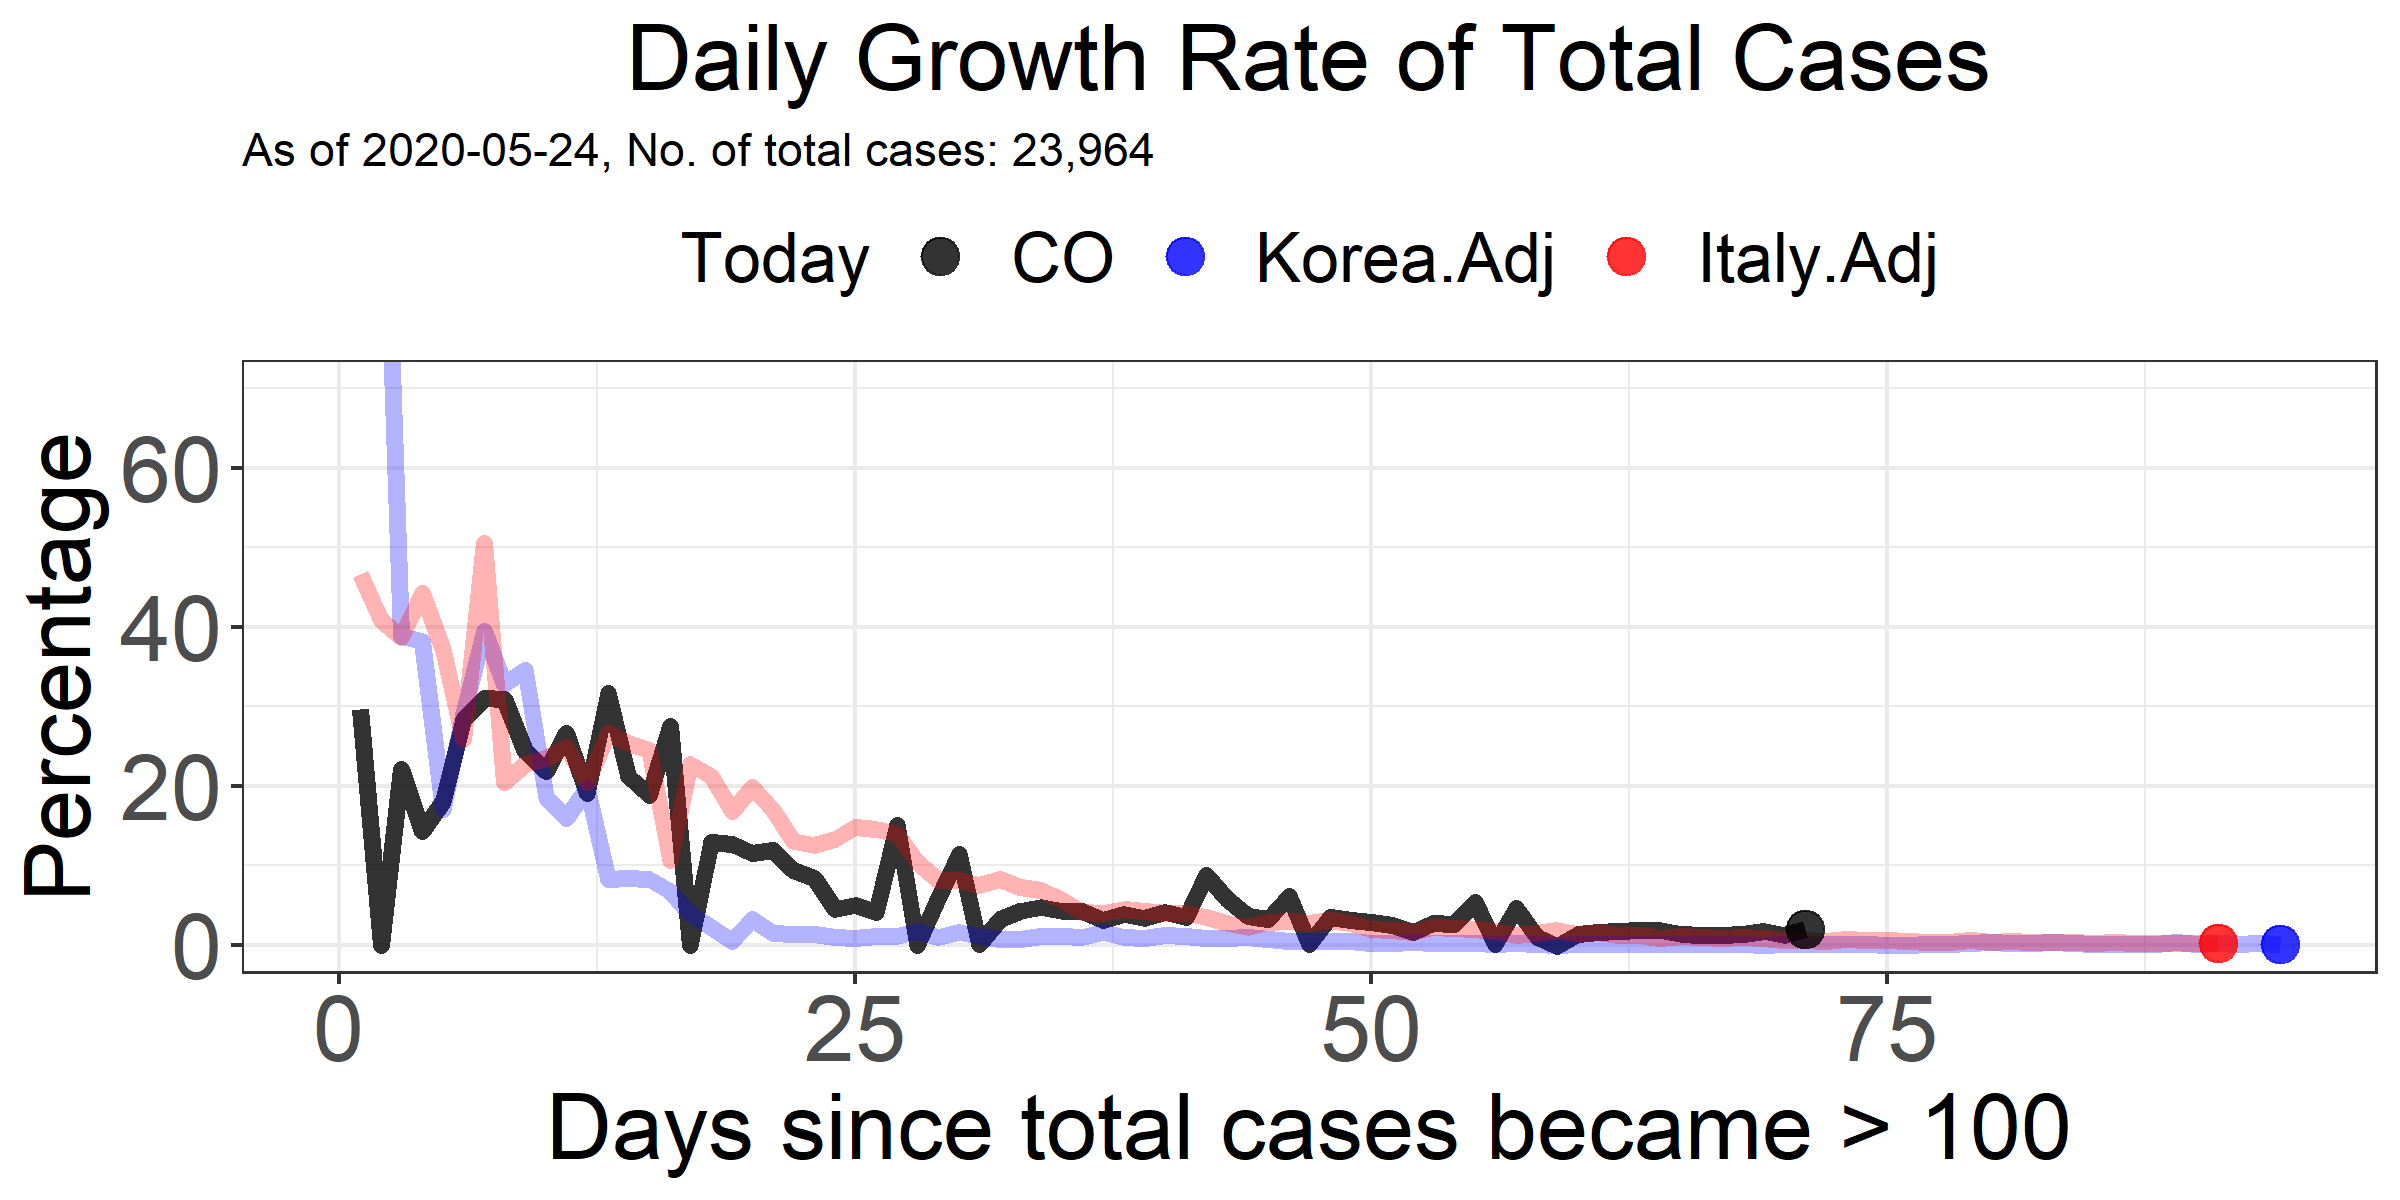 Daily Growth Rate of Total Cases
As of 2020-05-24, No. of total cases: 23,964
Today CO Korea.Adj Italy.Adj
Percentage
60
40
20
0
0 25 50 75
Days since total cases became > 100